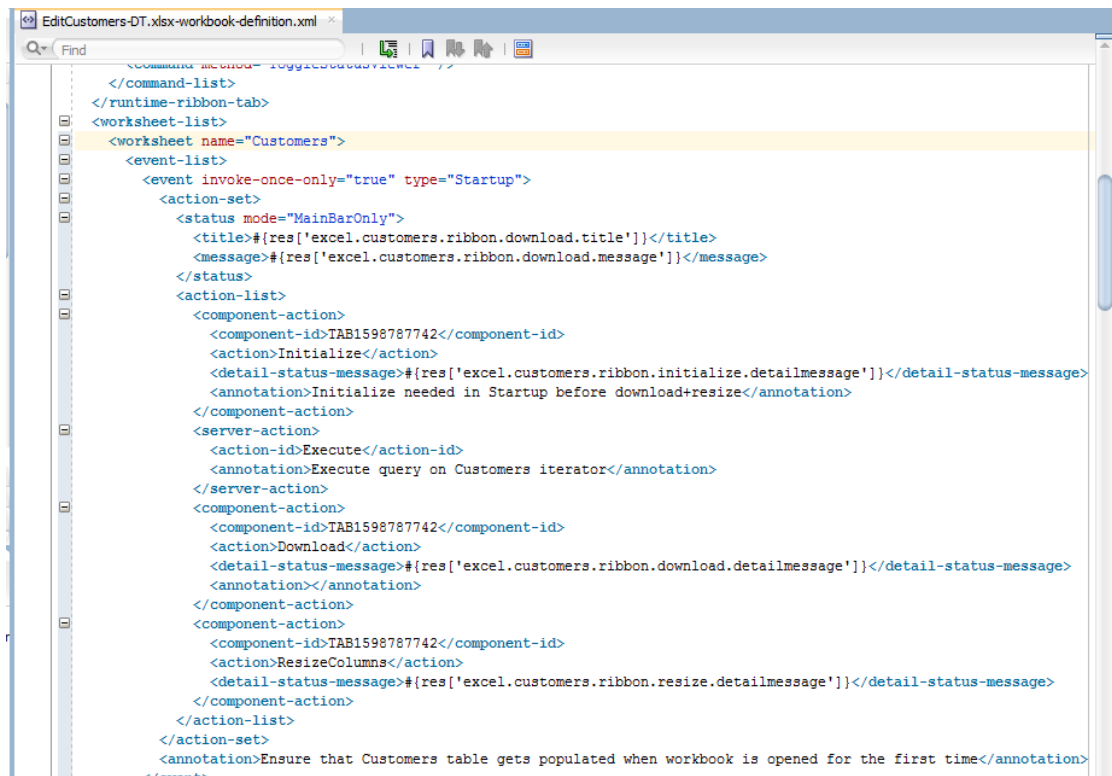 EditCustomers-DT.xlsx-workbook-definition.xml
Find
<command method="ToggleStatusViewer" />
</command-list>
</runtime-ribbon-tab>
<worksheet-list>
<worksheet name="Customers">
<event-list>
<event invoke-once-only="true" type="Startup">
<action-set>
<status mode="MainBarOnly">
<title>#{res['excel.customers.ribbon.download.title']}</title>
<message>#{res['excel.customers.ribbon.download.message']}</message>
</status>
<action-list>
<component-action>
<component-id>TAB1598787742</component-id>
<action>Initialize</action>
<detail-status-message>#{res['excel.customers.ribbon.initialize.detailmessage']}</detail-status-message>
<annotation>Initialize needed in Startup before download+resize</annotation>
</component-action>
<server-action>
<action-id>Execute</action-id>
<annotation>Execute query on Customers iterator</annotation>
</server-action>
<component-action>
<component-id>TAB1598787742</component-id>
<action>Download</action>
<detail-status-message>#{res['excel.customers.ribbon.download.detailmessage']}</detail-status-message>
<annotation></annotation>
</component-action>
<component-action>
<component-id>TAB1598787742</component-id>
<action>ResizeColumns</action>
<detail-status-message>#{res['excel.customers.ribbon.resize.detailmessage']}</detail-status-message>
</component-action>
</action-list>
</action-set>
<annotation>Ensure that Customers table gets populated when workbook is opened for the first time</annotation>